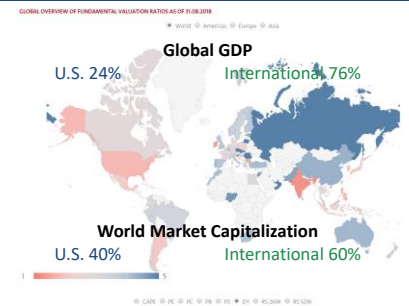 GLOBAL OVERVIEW OF FUNDAMENTAL VALUATION RATIOS AS OF 31.08.2018
World Americas Europe Asia
Global GDP
U.S. 24% International 76%
World Market Capitalization
U.S. 40% International 60%
1 5
CAPE PE PC PB PS DY RS 26W RS 52W